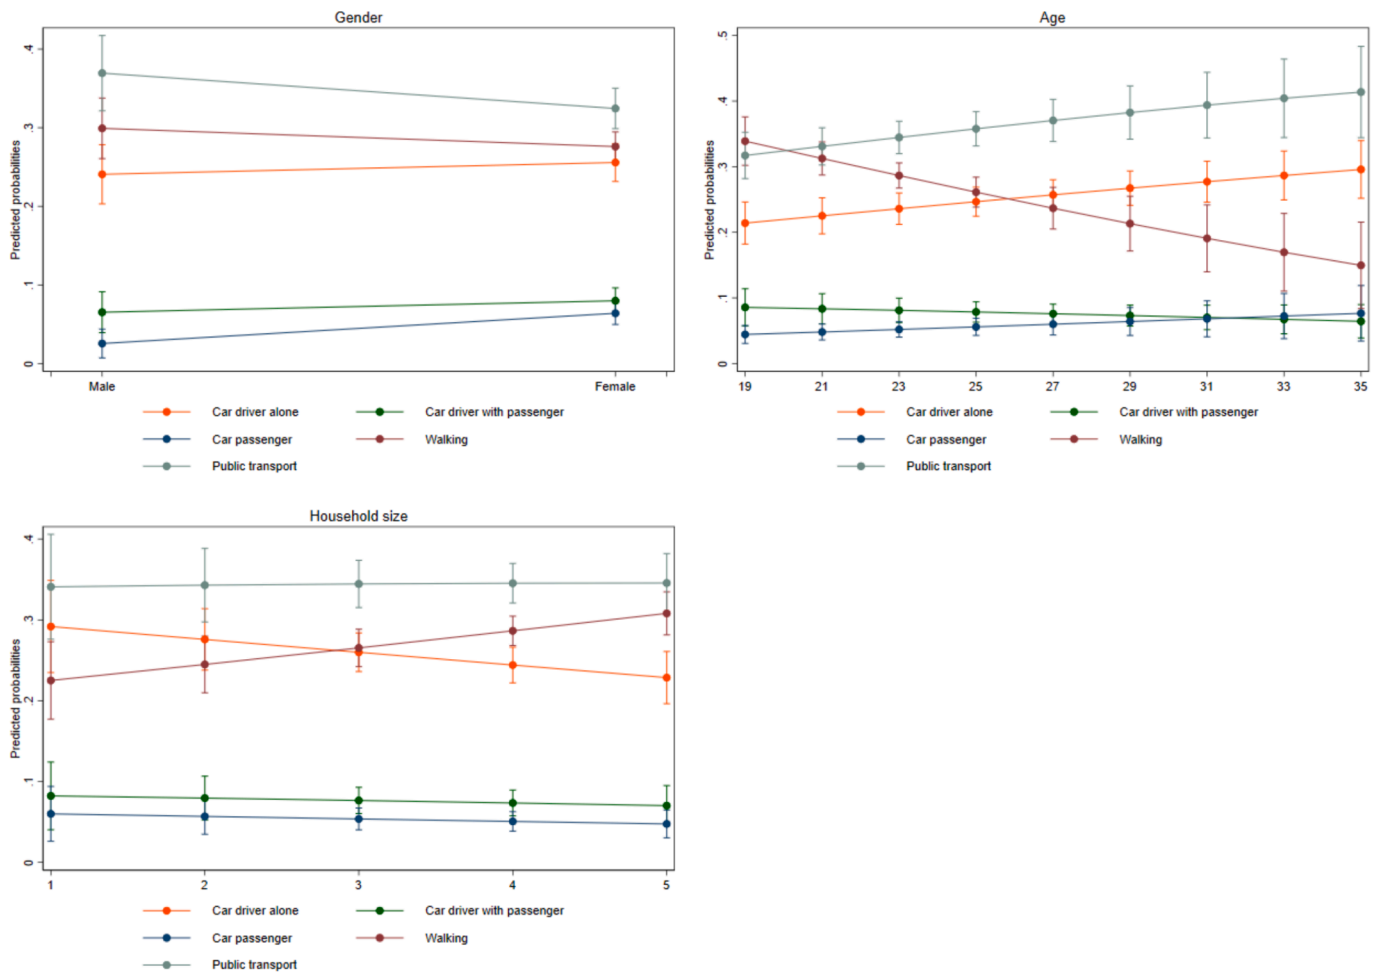 Gender
Predicted probabilities
.4
.3
.2
.1
0
Male Female
Car driver alone Car driver with passenger
Car passenger Walking
Public transport
Age
Predicted probabilities
.5
.4
.3
.2
.1
0
19 21 23 25 27 29 31 33 35
Car driver alone Car driver with passenger
Car passenger Walking
Public transport
Household size
Predicted probabilities
.4
.3
.2
.1
0
1 2 3 4 5
Car driver alone Car driver with passenger
Car passenger Walking
Public transport